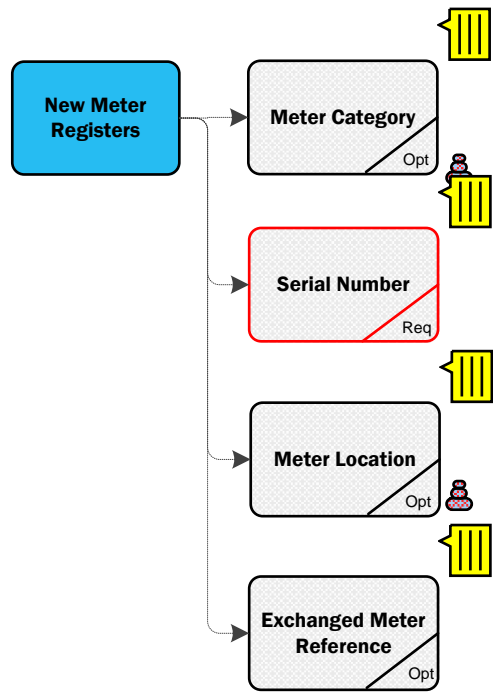 New Meter
Registers
Meter Category
Opt
Serial Number
Req
Meter Location
Opt
Exchanged Meter
Reference
Opt